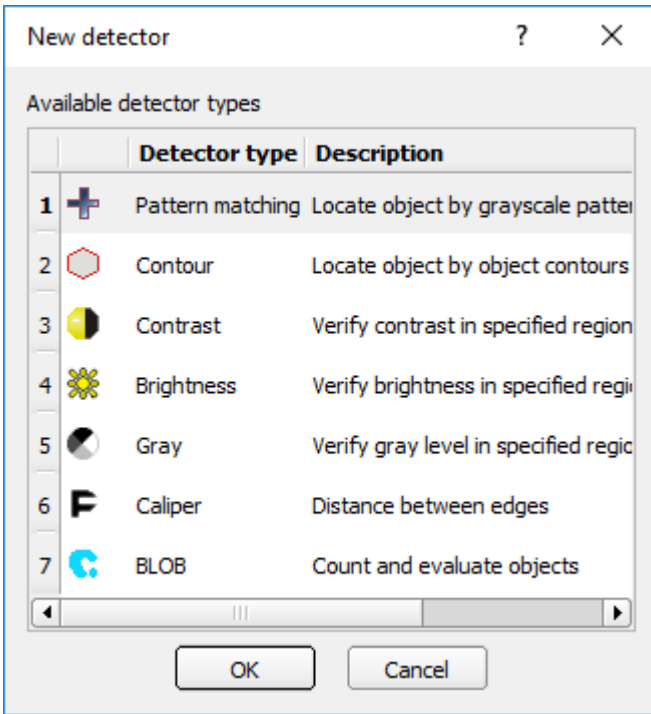 New detector ?
Available detector types
Detector type Description
1 Pattern matching Locate object by grayscale patter
2 Contour Locate object by object contours
3 Contrast Verify contrast in specified region
4 Brightness Verify brightness in specified regi
5 Gray Verify gray level in specified regio
6 Caliper Distance between edges
7 BLOB Count and evaluate objects
OK Cancel